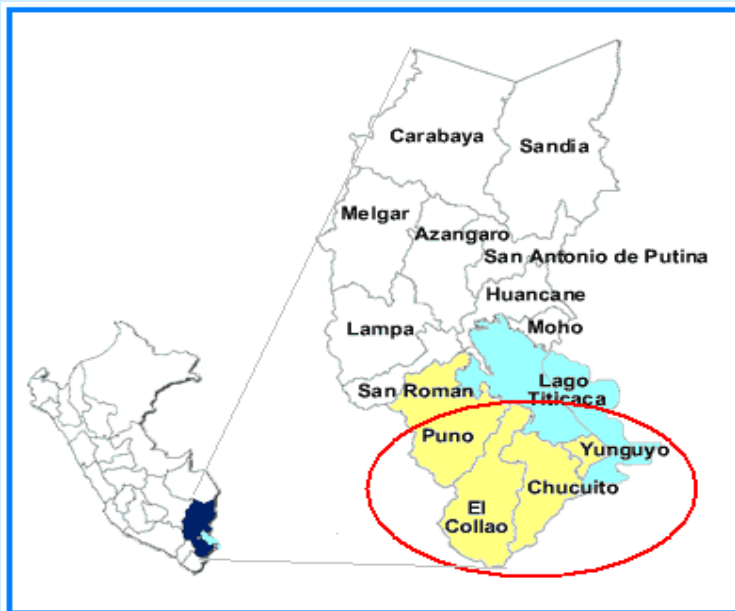 Carabaya
Sandia
Melgar
Azangaro
San Antonio de Putina
Huancane
Lampa
Moho
San Roman
Lago
Titicaca
Puno
Yunguyo
Chucuito
El
Collao